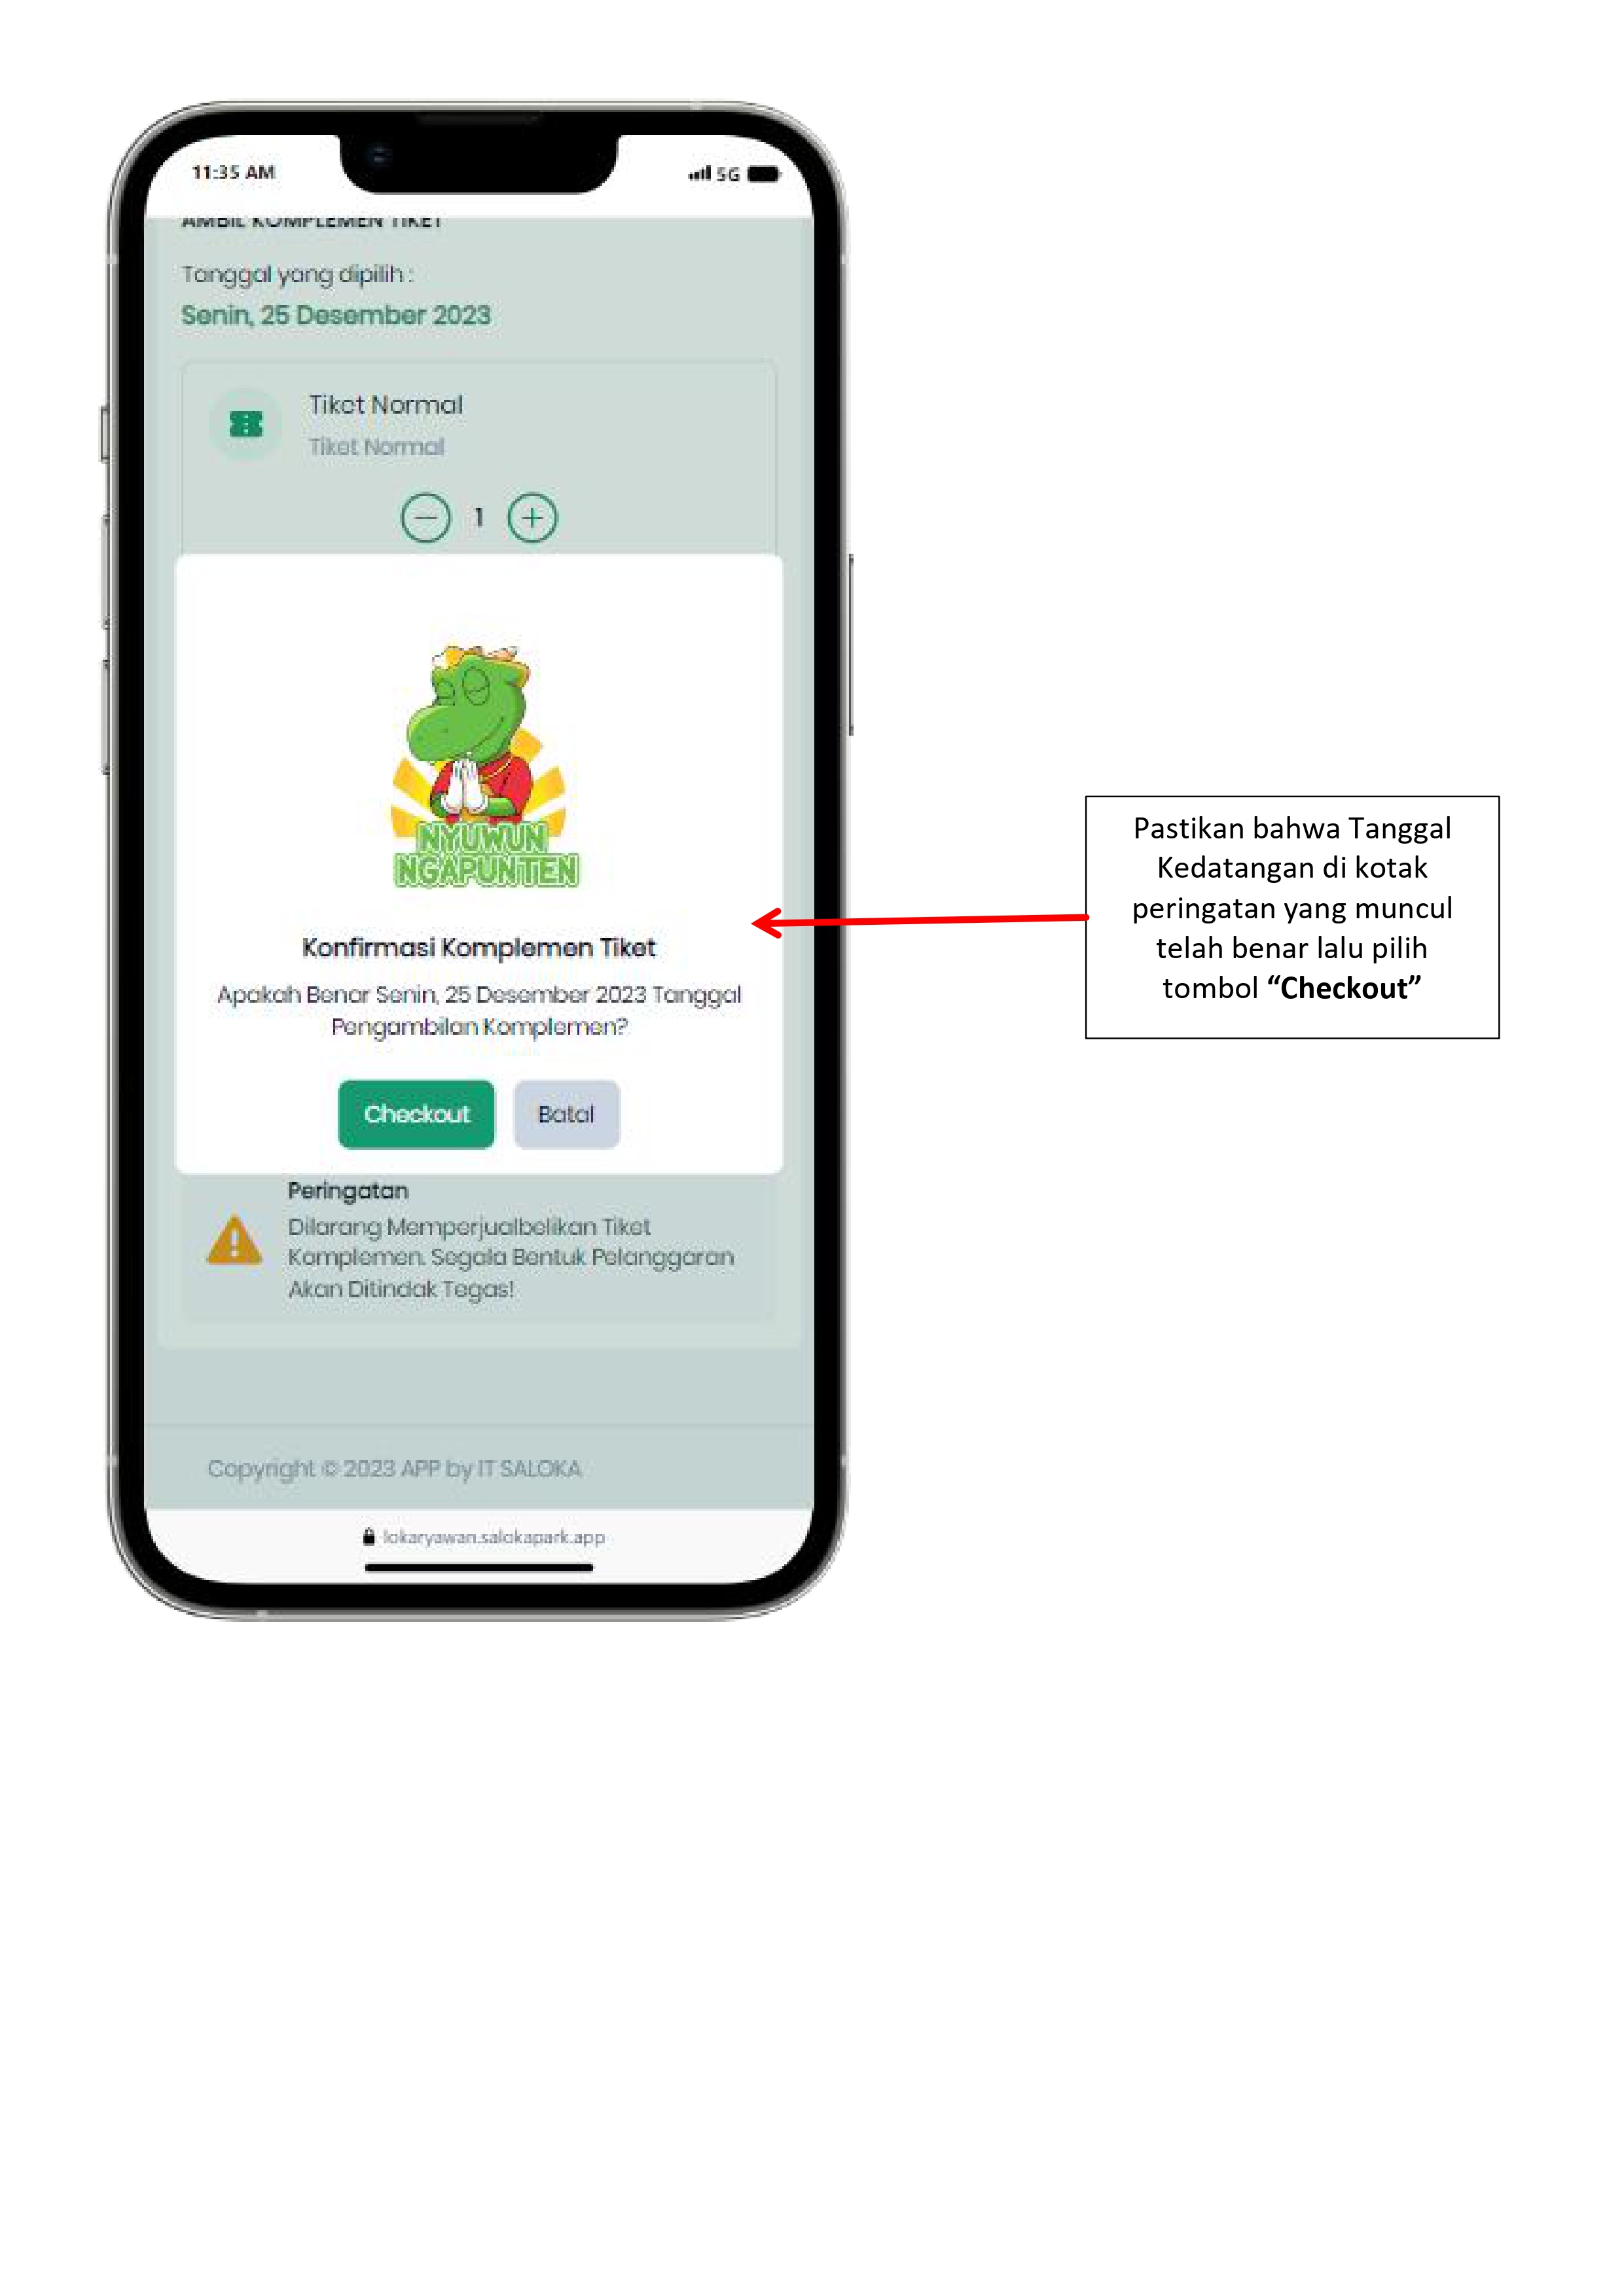 11:35 AM
5G
AMBIL KOMPLEMEN TIKET
Tanggal yang dipilih :
Senin, 25 Desember 2023
Tiket Normal
Tiket Normal
1
NYUWUN
NGAPUNTEN
Konfirmasi Komplemen Tiket
Apakah Benar Senin, 25 Desember 2023 Tanggal
Pengambilan Komplemen?
Checkout
Batal
Peringatan
Dilarang Memperjualbelikan Tiket
Komplemen. Segala Bentuk Pelanggaran
Akan Ditindak Tegas!
Copyright © 2023 APP by IT SALOKA
lokaryawan.salokapark.app
Pastikan bahwa Tanggal
Kedatangan di kotak
peringatan yang muncul
telah benar lalu pilih
tombol “Checkout”